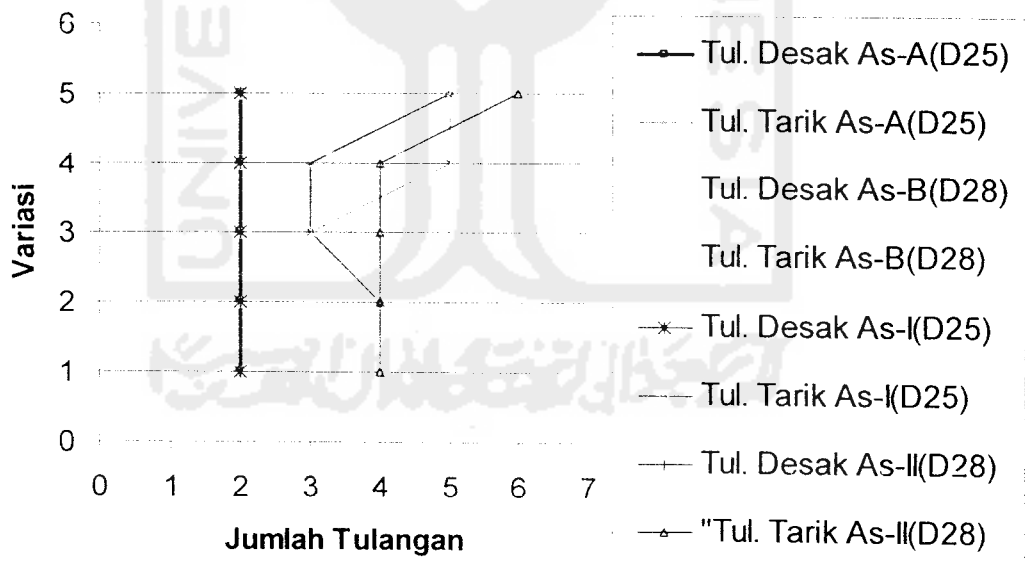 6
5
4
3
2
1
0
Variasi
0 1 2 3 4 5 6 7
Jumlah Tulangan
Tul. Desak As-A(D25)
Tul. Tarik As-A(D25)
Tul. Desak As-B(D28)
Tul. Tarik As-B(D28)
Tul. Desak As-I(D25)
Tul. Tarik As-I(D25)
Tul. Desak As-II(D28)
"Tul. Tarik As-II(D28)